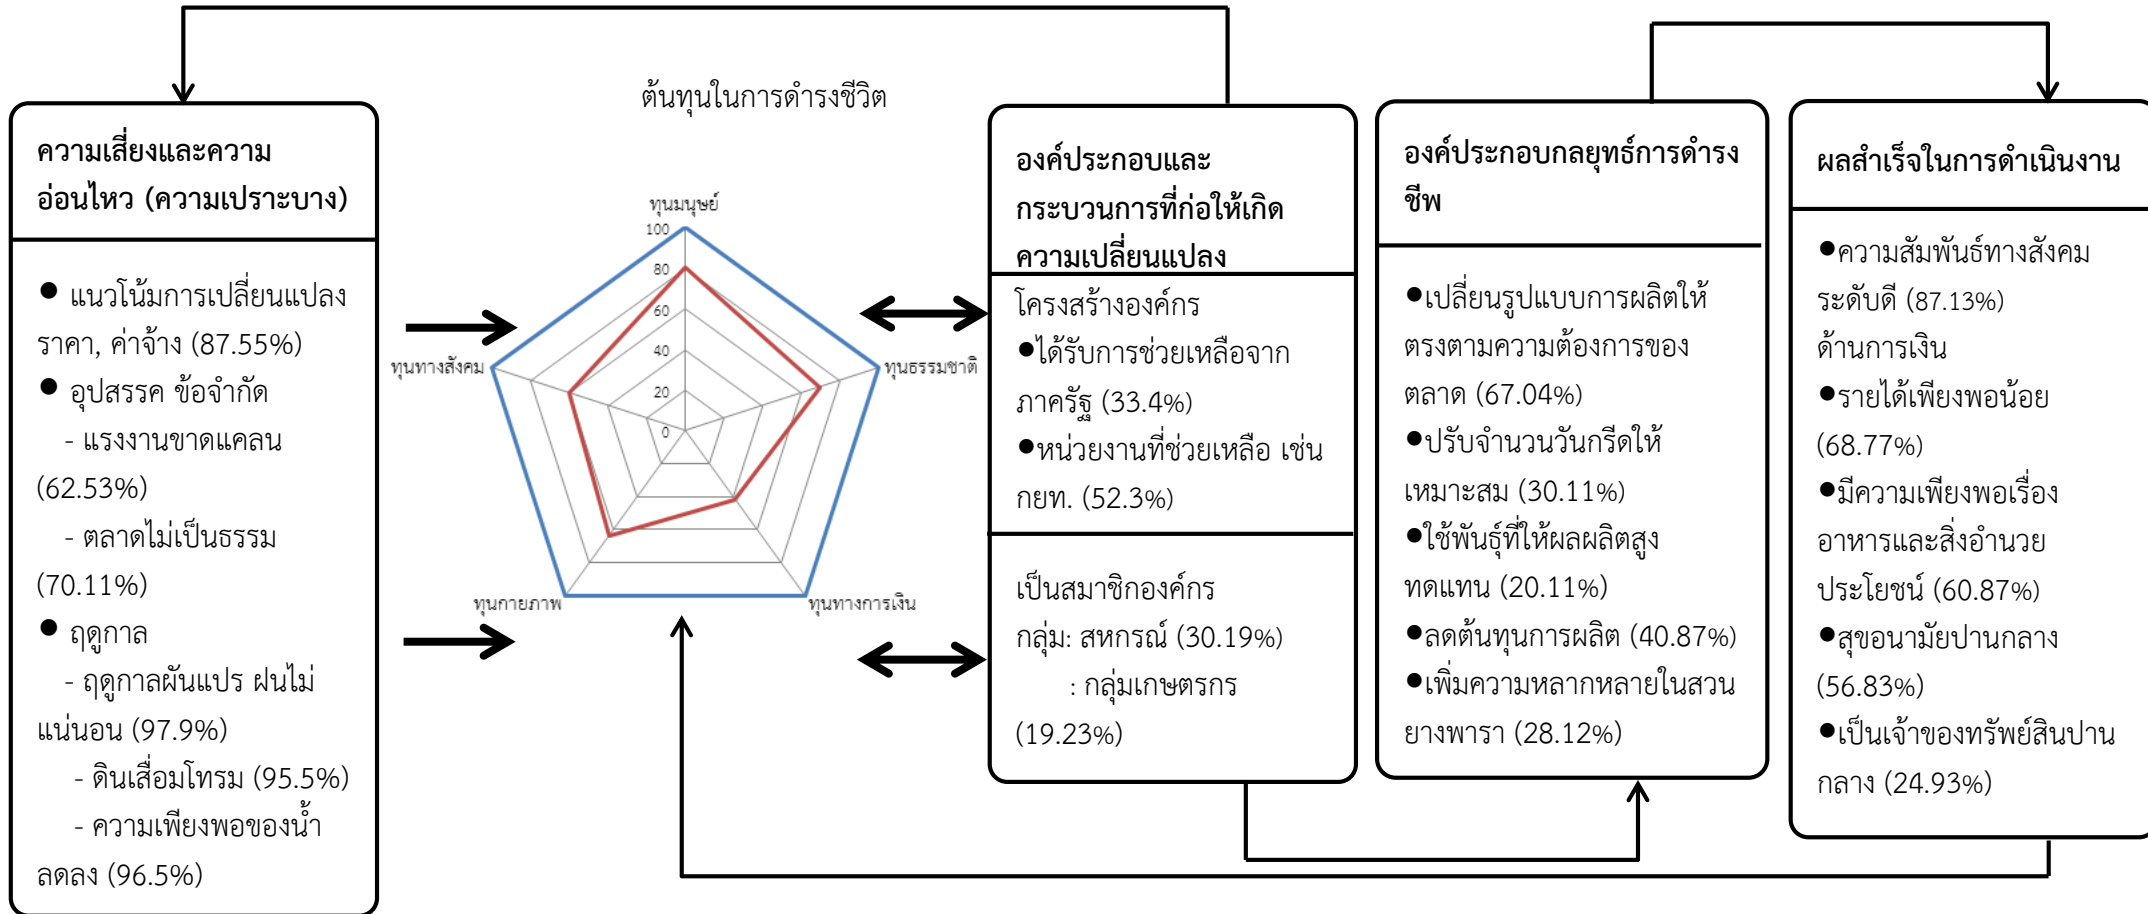 ต้นทุนในการดำรงชีวิต
ความเสี่ยงและความ
อ่อนไหว (ความเปราะบาง)
● แนวโน้มการเปลี่ยนแปลง
ราคา, ค่าจ้าง (87.55%)
● อุปสรรค ข้อจำกัด
- แรงงานขาดแคลน
(62.53%)
- ตลาดไม่เป็นธรรม
(70.11%)
● ฤดูกาล
- ฤดูกาลผันแปร ฝนไม่
แน่นอน (97.9%)
- ดินเสื่อมโทรม (95.5%)
- ความเพียงพอของน้ำ
ลดลง (96.5%)
ทุนมนุษย์
100
80
60
40
20
0
ทุนทางสังคม
ทุนธรรมชาติ
ทุนกายภาพ
ทุนทางการเงิน
องค์ประกอบและ
กระบวนการที่ก่อให้เกิด
ความเปลี่ยนแปลง
โครงสร้างองค์กร
●ได้รับการช่วยเหลือจาก
ภาครัฐ (33.4%)
●หน่วยงานที่ช่วยเหลือ เช่น
กยท. (52.3%)
เป็นสมาชิกองค์กร
กลุ่ม: สหกรณ์ (30.19%)
: กลุ่มเกษตรกร
(19.23%)
องค์ประกอบกลยุทธ์การดำรง
ชีพ
●เปลี่ยนรูปแบบการผลิตให้
ตรงตามความต้องการของ
ตลาด (67.04%)
●ปรับจำนวนวันกรีดให้
เหมาะสม (30.11%)
●ใช้พันธุ์ที่ให้ผลผลิตสูง
ทดแทน (20.11%)
●ลดต้นทุนการผลิต (40.87%)
●เพิ่มความหลากหลายในสวน
ยางพารา (28.12%)
ผลสำเร็จในการดำเนินงาน
●ความสัมพันธ์ทางสังคม
ระดับดี (87.13%)
ด้านการเงิน
●รายได้เพียงพอน้อย
(68.77%)
●มีความเพียงพอเรื่อง
อาหารและสิ่งอำนวย
ประโยชน์ (60.87%)
●สุขอนามัยปานกลาง
(56.83%)
●เป็นเจ้าของทรัพย์สินปาน
กลาง (24.93%)